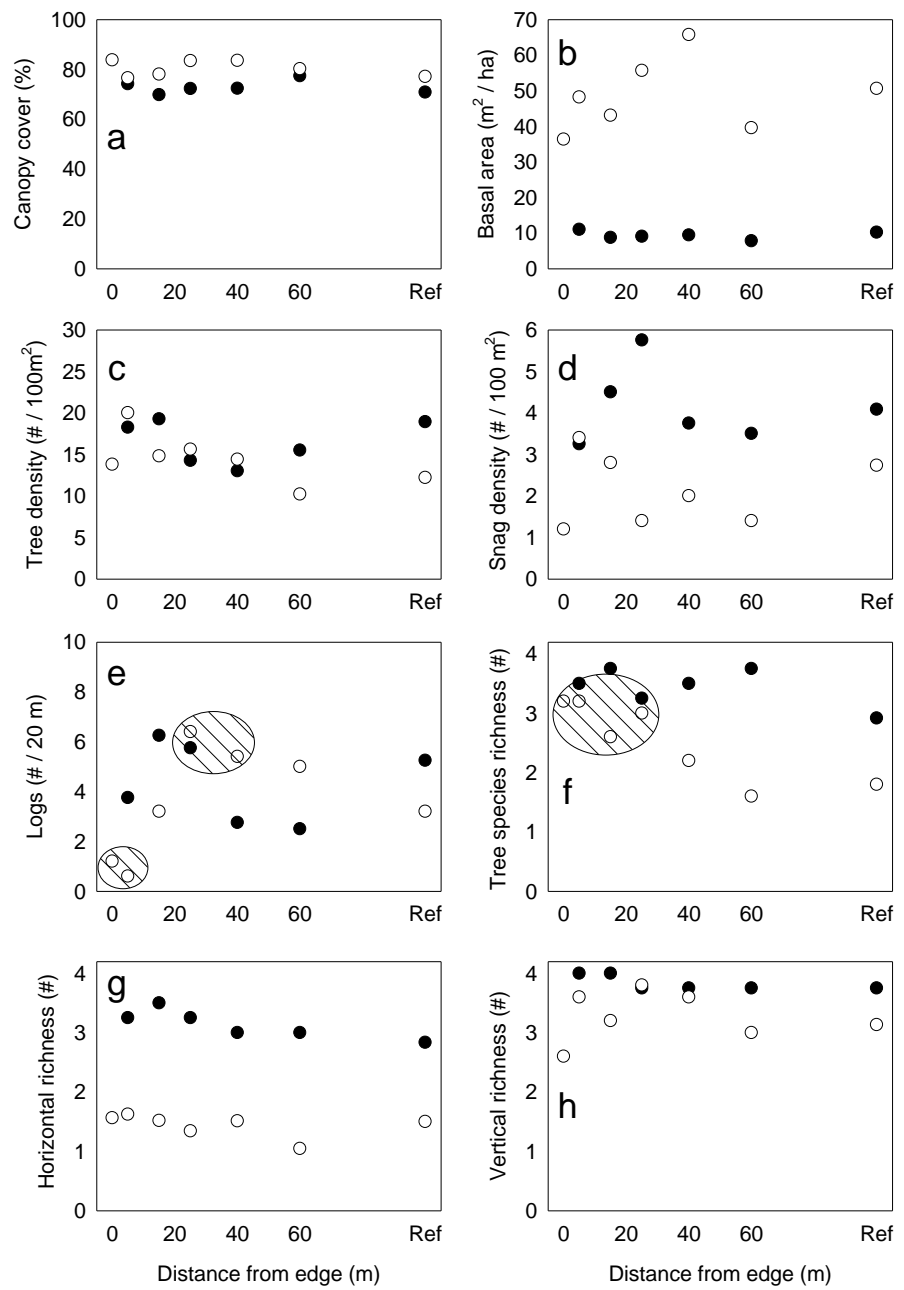 100
80
60
40
20
0
Canopy cover (%)
a
0 20 40 60 Ref
70
60
50
40
30
20
10
0
Basal area (m² / ha)
b
0 20 40 60 Ref
30
25
20
15
10
5
0
Tree density (# / 100m²)
c
0 20 40 60 Ref
6
5
4
3
2
1
0
Snag density (# / 100 m²)
d
0 20 40 60 Ref
10
8
6
4
2
0
Logs (# / 20 m)
e
0 20 40 60 Ref
4
3
2
1
0
Tree species richness (#)
f
0 20 40 60 Ref
4
3
2
1
0
Horizontal richness (#)
g
0 20 40 60 Ref
Distance from edge (m)
4
3
2
1
0
Vertical richness (#)
h
0 20 40 60 Ref
Distance from edge (m)